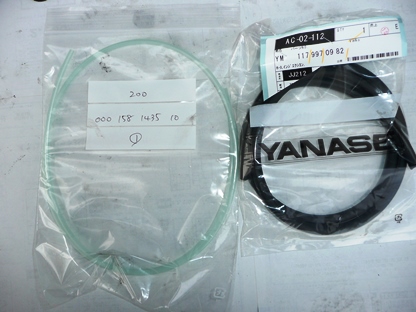 200
000 158 1435 10
1
AC-02-112
YM 117 997 09 82
JJ212
YANASE